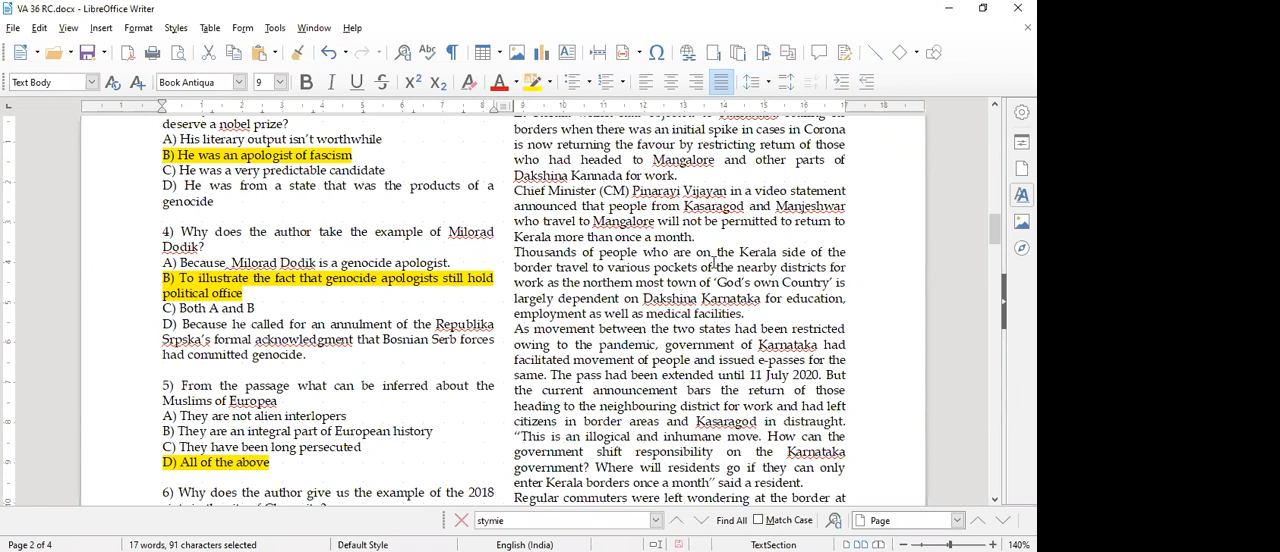 VA 36 RC.docx - LibreOffice Writer
File Edit View Insert Format Styles Table Form Tools Window Help
Text Body
Book Antiqua
9
1 1 2 3 4 5 6 7 8 9 10 11 12 13 14 15 16 17 18
deserve a nobel prize?
A) His literary output isn't worthwhile
B) He was an apologist of fascism
C) He was a very predictable candidate
D) He was from a state that was the products of a
genocide
4) Why does the author take the example of Milorad
Dodik?
A) Because Milorad Dodik is a genocide apologist.
B) To illustrate the fact that genocide apologists still hold
political office
C) Both A and B
D) Because he called for an annulment of the Republika
Srpska's formal acknowledgment that Bosnian Serb forces
had committed genocide.
5) From the passage what can be inferred about the
Muslims of Europea
A) They are not alien interlopers
B) They are an integral part of European history
C) They have been long persecuted
D) All of the above
6) Why does the author give us the example of the 2018
borders when there was an initial spike in cases in Corona
is now returning the favour by restricting return of those
who had headed to Mangalore and other parts of
Dakshina Kannada for work.
Chief Minister (CM) Pinarayi Vijayan in a video statement
announced that people from Kasaragod and Manjeshwar
who travel to Mangalore will not be permitted to return to
Kerala more than once a month.
Thousands of people who are on the Kerala side of the
border travel to various pockets of the nearby districts for
work as the northern most town of 'God's own Country' is
largely dependent on Dakshina Karnataka for education,
employment as well as medical facilities.
As movement between the two states had been restricted
owing to the pandemic, government of Karnataka had
facilitated movement of people and issued e-passes for the
same. The pass had been extended until 11 July 2020. But
the current announcement bars the return of those
heading to the neighbouring district for work and had left
citizens in border areas and Kasaragod in distraught.
"This is an illogical and inhumane move. How can the
government shift responsibility on the Karnataka
government? Where will residents go if they can only
enter Kerala borders once a month" said a resident.
Regular commuters were left wondering at the border at
stymie
Find All
Match Case
Page
Page 2 of 4
17 words, 91 characters selected
Default Style
English (India)
TextSection
140%